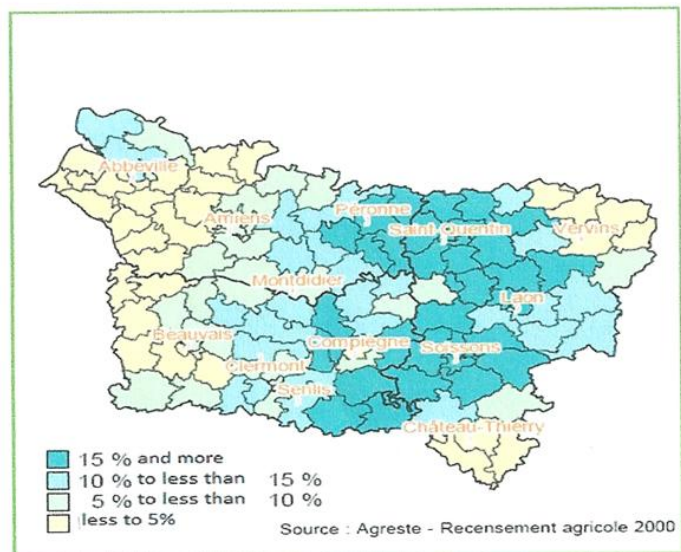 Abbeville
Amiens
Péronne
Saint-Quentin
Vervins
Montdidier
Laon
Beauvais
Compiègne
Soissons
Clermont
Senlis
Château-Thierry
15 % and more
10 % to less than 15 %
5 % to less than 10 %
less to 5%
Source : Agreste - Recensement agricole 2000